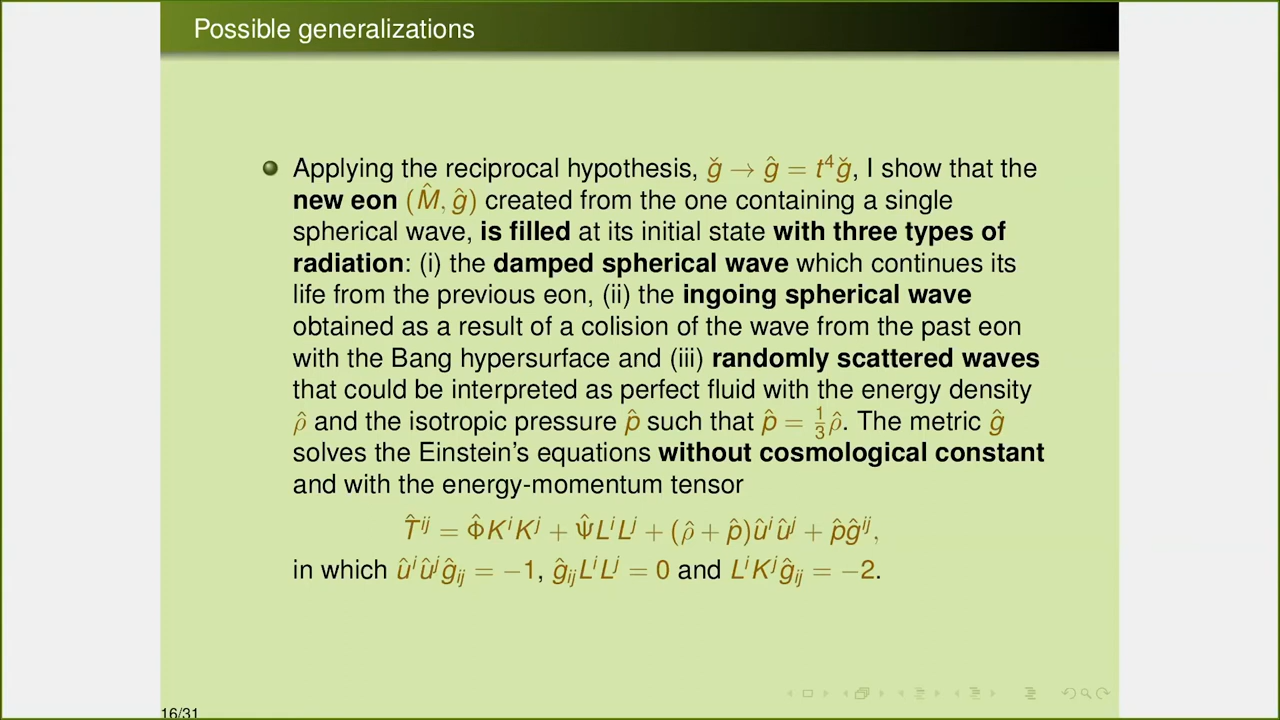 Possible generalizations
Applying the reciprocal hypothesis, ǧ → ĝ = t⁴ǧ, I show that the
new eon (M̂, ĝ) created from the one containing a single
spherical wave, is filled at its initial state with three types of
radiation: (i) the damped spherical wave which continues its
life from the previous eon, (ii) the ingoing spherical wave
obtained as a result of a colision of the wave from the past eon
with the Bang hypersurface and (iii) randomly scattered waves
that could be interpreted as perfect fluid with the energy density
ρ̂ and the isotropic pressure p̂ such that p̂ = 1/3 ρ̂. The metric ĝ
solves the Einstein's equations without cosmological constant
and with the energy-momentum tensor
T̂ⁱʲ = Φ̂KⁱKʲ + Ψ̂LⁱLʲ + (ρ̂ + p̂)ûⁱûʲ + p̂ĝⁱʲ,
in which ûⁱûʲĝᵢⱼ = −1, ĝᵢⱼLⁱLʲ = 0 and LⁱKʲĝᵢⱼ = −2.
16/31